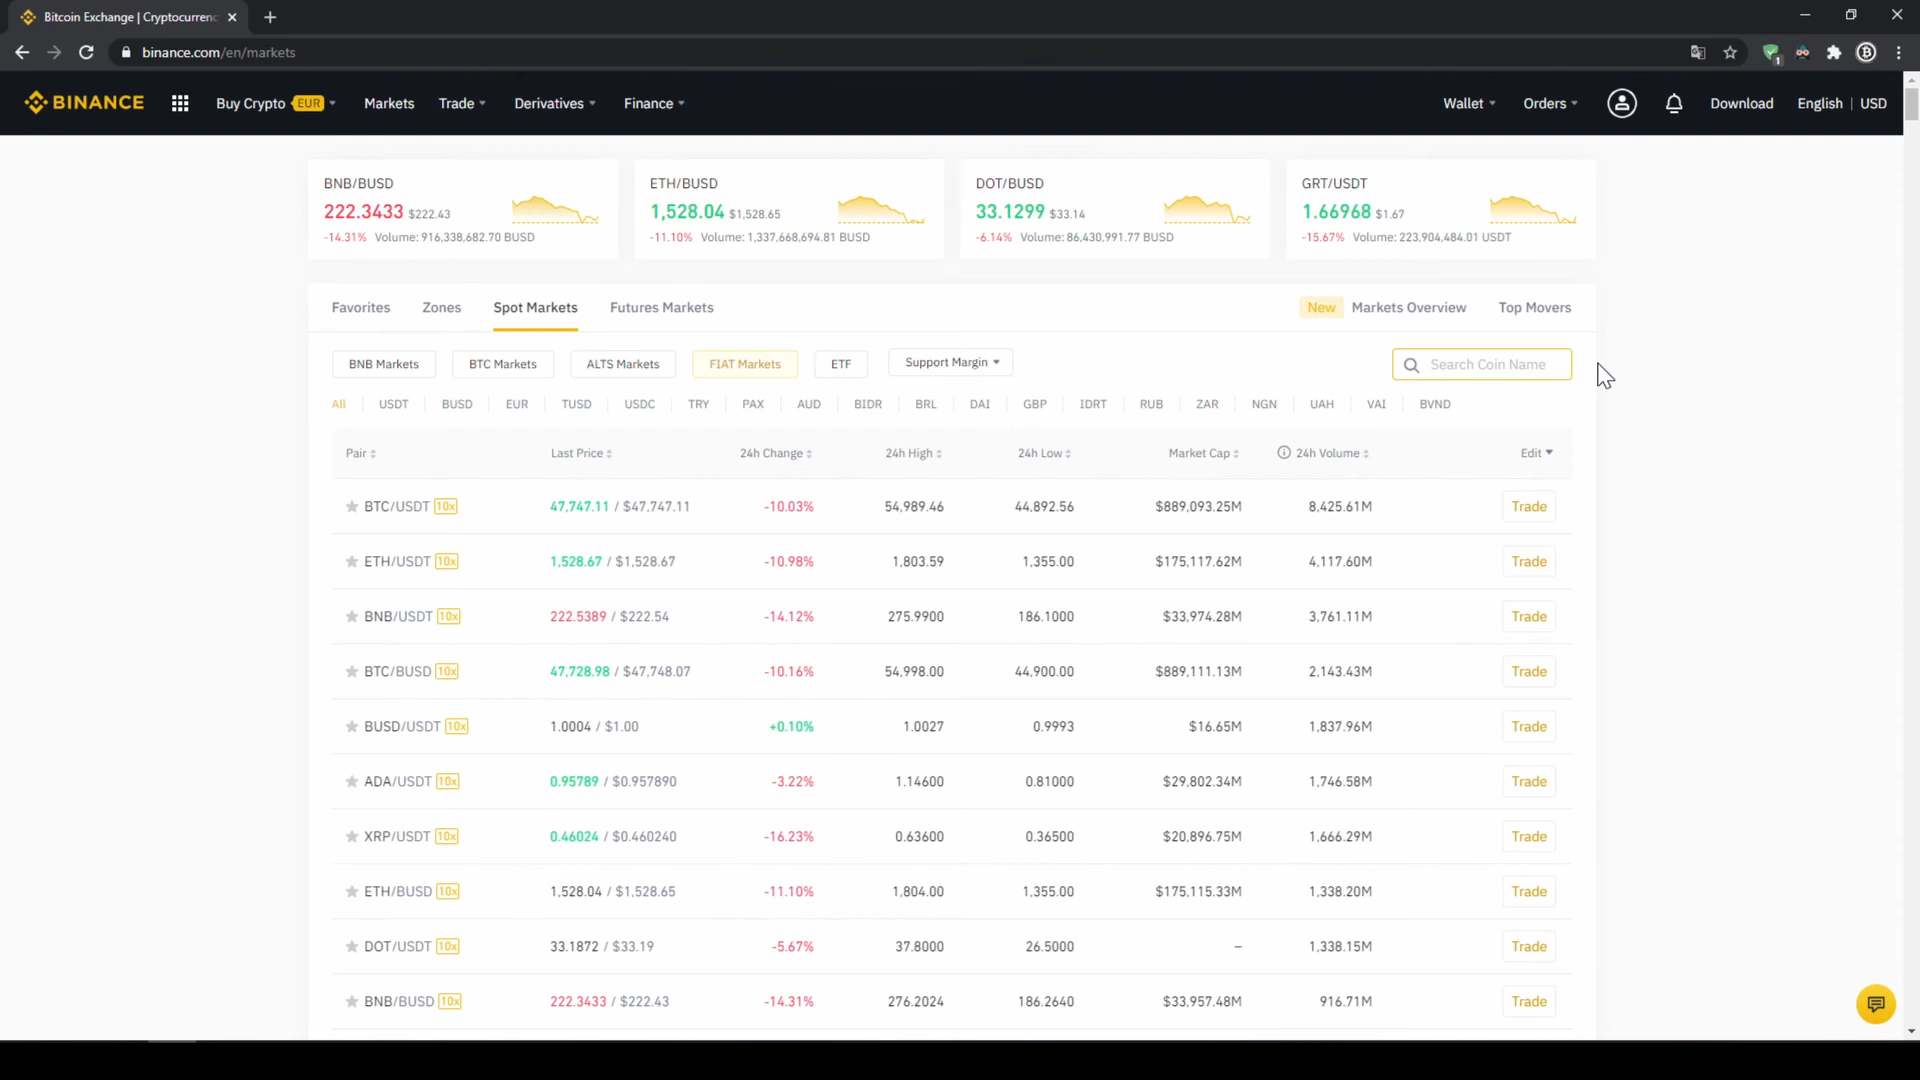 Bitcoin Exchange | Cryptocurrenc
binance.com/en/markets
1
BINANCE Buy Crypto EUR Markets Trade Derivatives Finance Wallet Orders Download English | USD
BNB/BUSD
222.3433 $222.43
-14.31% Volume: 916,338,682.70 BUSD
ETH/BUSD
1,528.04 $1,528.65
-11.10% Volume: 1,337,668,694.81 BUSD
DOT/BUSD
33.1299 $33.14
-6.14% Volume: 86,430,991.77 BUSD
GRT/USDT
1.66968 $1.67
-15.67% Volume: 223,904,484.01 USDT
Favorites Zones Spot Markets Futures Markets New Markets Overview Top Movers
BNB Markets BTC Markets ALTS Markets FIAT Markets ETF Support Margin Search Coin Name
All USDT BUSD EUR TUSD USDC TRY PAX AUD BIDR BRL DAI GBP IDRT RUB ZAR NGN UAH VAI BVND
Pair Last Price 24h Change 24h High 24h Low Market Cap 24h Volume Edit
BTC/USDT 10x 47,747.11 / $47,747.11 -10.03% 54,989.46 44,892.56 $889,093.25M 8,425.61M Trade
ETH/USDT 10x 1,528.67 / $1,528.67 -10.98% 1,803.59 1,355.00 $175,117.62M 4,117.60M Trade
BNB/USDT 10x 222.5389 / $222.54 -14.12% 275.9900 186.1000 $33,974.28M 3,761.11M Trade
BTC/BUSD 10x 47,728.98 / $47,748.07 -10.16% 54,998.00 44,900.00 $889,111.13M 2,143.43M Trade
BUSD/USDT 10x 1.0004 / $1.00 +0.10% 1.0027 0.9993 $16.65M 1,837.96M Trade
ADA/USDT 10x 0.95789 / $0.957890 -3.22% 1.14600 0.81000 $29,802.34M 1,746.58M Trade
XRP/USDT 10x 0.46024 / $0.460240 -16.23% 0.63600 0.36500 $20,896.75M 1,666.29M Trade
ETH/BUSD 10x 1,528.04 / $1,528.65 -11.10% 1,804.00 1,355.00 $175,115.33M 1,338.20M Trade
DOT/USDT 10x 33.1872 / $33.19 -5.67% 37.8000 26.5000 – 1,338.15M Trade
BNB/BUSD 10x 222.3433 / $222.43 -14.31% 276.2024 186.2640 $33,957.48M 916.71M Trade